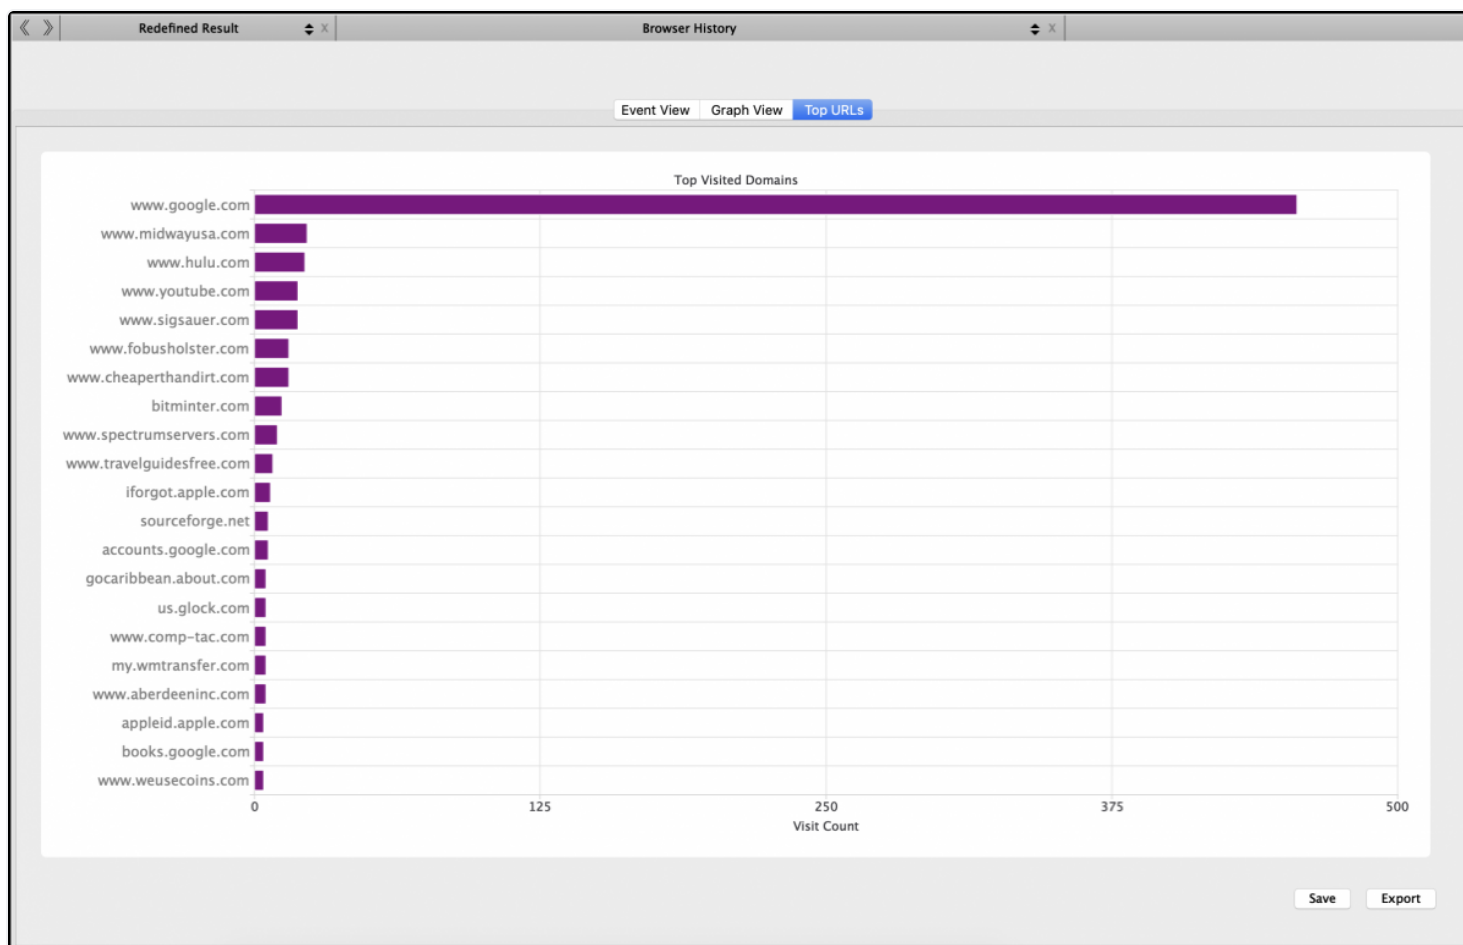 Redefined Result X Browser History X
Event View Graph View Top URLs
Top Visited Domains
www.google.com
www.midwayusa.com
www.hulu.com
www.youtube.com
www.sigsauer.com
www.fobusholster.com
www.cheaperthandirt.com
bitminter.com
www.spectrumservers.com
www.travelguidesfree.com
iforgot.apple.com
sourceforge.net
accounts.google.com
gocaribbean.about.com
us.glock.com
www.comp-tac.com
my.wmtransfer.com
www.aberdeeninc.com
appleid.apple.com
books.google.com
www.weusecoins.com
0 125 250 375 500
Visit Count
Save Export